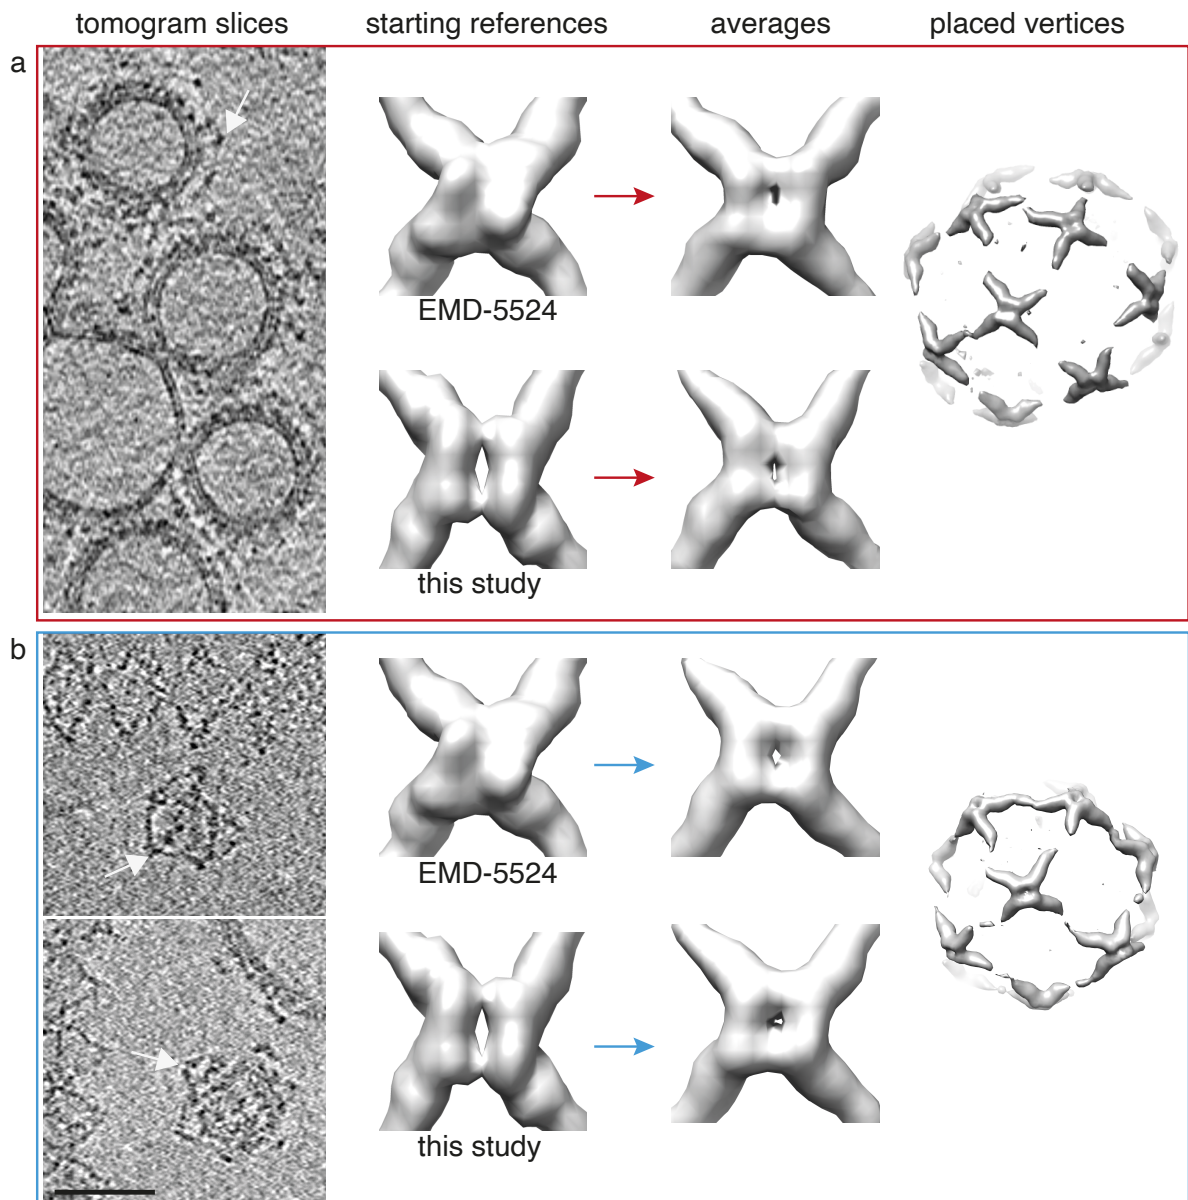 tomogram slices starting references averages placed vertices
a
EMD-5524
this study
b
EMD-5524
this study